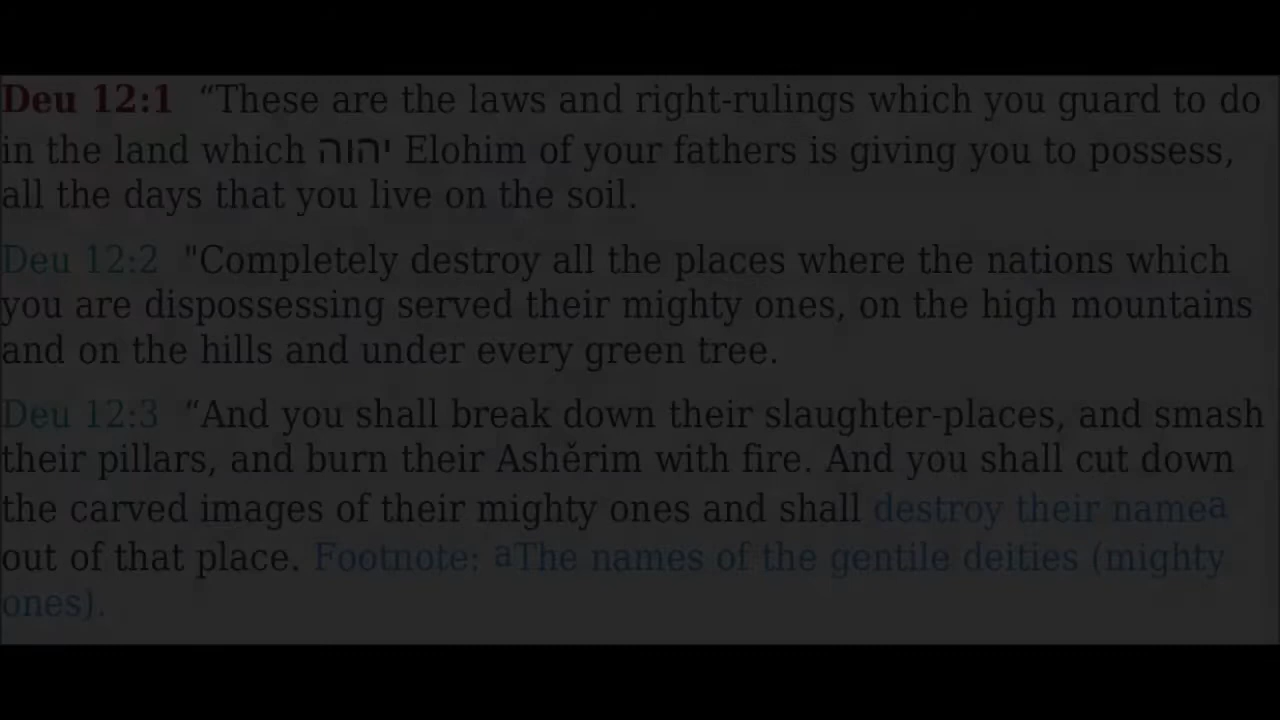 Deu 12:1 “These are the laws and right-rulings which you guard to do
in the land which יהוה Elohim of your fathers is giving you to possess,
all the days that you live on the soil.
Deu 12:2 "Completely destroy all the places where the nations which
you are dispossessing served their mighty ones, on the high mountains
and on the hills and under every green tree.
Deu 12:3 “And you shall break down their slaughter-places, and smash
their pillars, and burn their Ashĕrim with fire. And you shall cut down
the carved images of their mighty ones and shall destroy their namea
out of that place. Footnote: aThe names of the gentile deities (mighty
ones).